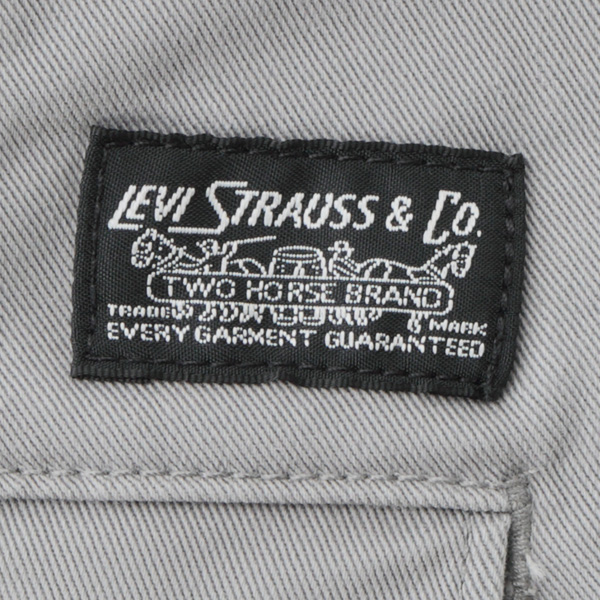 LEVI STRAUSS & CO.
TWO HORSE BRAND
TRADE MARK
EVERY GARMENT GUARANTEED